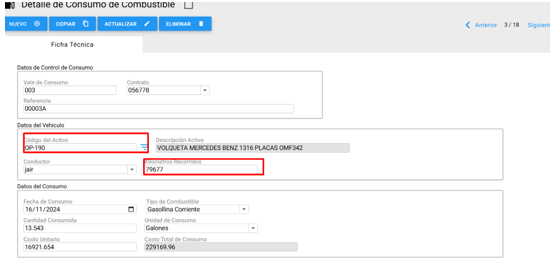 Detalle de Consumo de Combustible
NUEVO COPIAR ACTUALIZAR ELIMINAR Anterior 3 / 18 Siguient
Ficha Técnica
Datos de Control de Consumo
Vale de Consumo Contrato
003 056778
Referencia
00003A
Datos del Vehículo
Código del Activo Descripción Activo
OP-190 VOLQUETA MERCEDES BENZ 1316 PLACAS OMF342
Conductor Kilómetros Recorridos
jair 79677
Datos del Consumo
Fecha de Consumo Tipo de Combustible
16/11/2024 Gasollina Corriente
Cantidad Consumida Unidad de Consumo
13.543 Galones
Costo Unitario Costo Total de Consumo
16921.654 229169.96